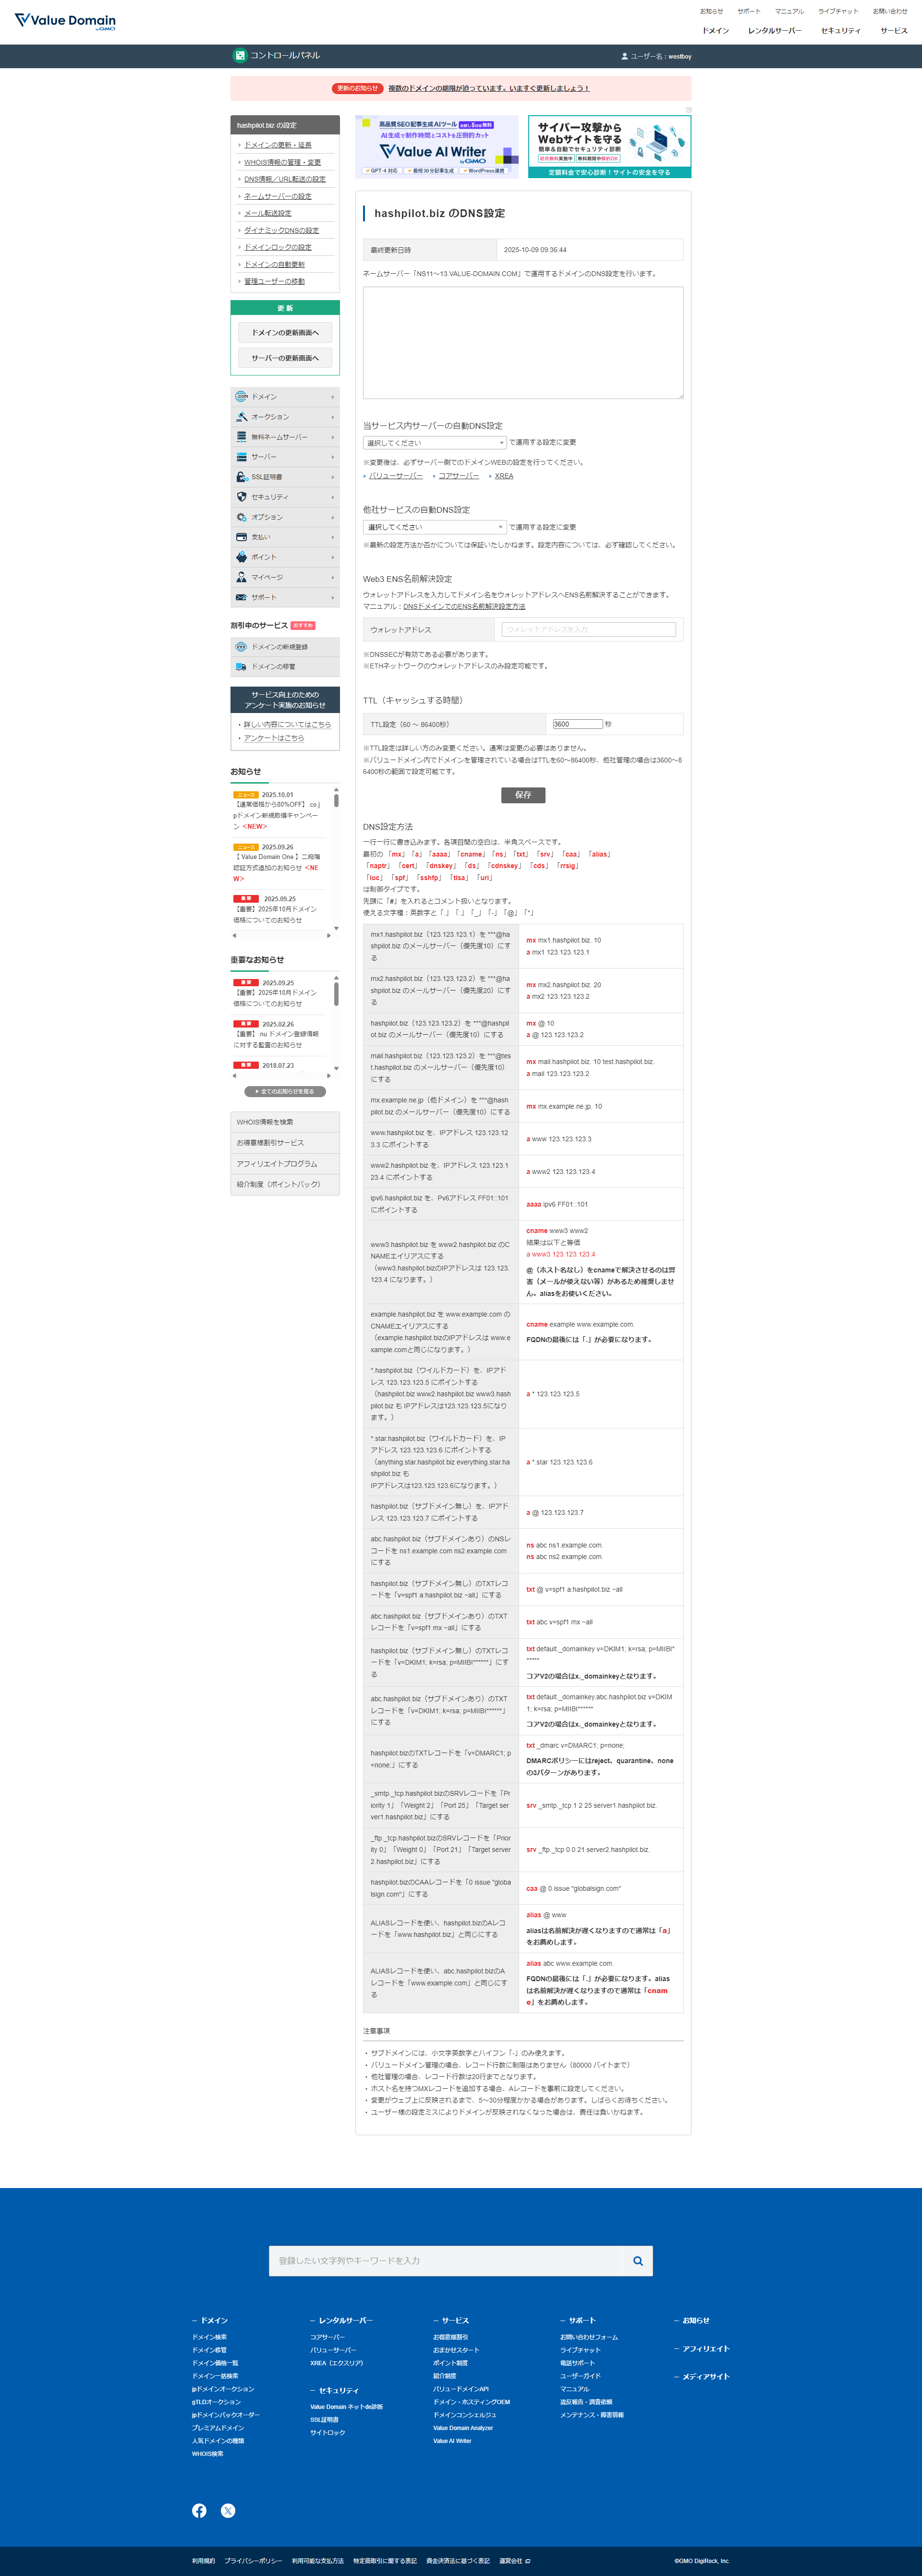 Value Domain
by GMO
お知らせ サポート マニュアル ライブチャット お問い合わせ
ドメイン レンタルサーバー セキュリティ サービス
コントロールパネル
ユーザー名：westboy
更新のお知らせ 複数のドメインの期限が迫っています。いますぐ更新しましょう！
hashpilot.biz の設定
ドメインの更新・延長
WHOIS情報の管理・変更
DNS情報／URL転送の設定
ネームサーバーの設定
メール転送設定
ダイナミックDNSの設定
ドメインロックの設定
ドメインの自動更新
管理ユーザーの移動
更新
ドメインの更新画面へ
サーバーの更新画面へ
ドメイン
オークション
無料ネームサーバー
サーバー
SSL証明書
セキュリティ
オプション
支払い
ポイント
マイページ
サポート
割引中のサービス おすすめ
ドメインの新規登録
ドメインの移管
サービス向上のための
アンケート実施のお知らせ
・詳しい内容についてはこちら
・アンケートはこちら
お知らせ
ニュース 2025.10.01
【通常価格から80%OFF】.co.j
pドメイン新規取得キャンペー
ン <NEW>
ニュース 2025.09.26
【 Value Domain One 】二段階
認証方式追加のお知らせ <NE
W>
重要 2025.09.25
【重要】2025年10月ドメイン
価格についてのお知らせ
重要なお知らせ
重要 2025.09.25
【重要】2025年10月ドメイン
価格についてのお知らせ
重要 2025.02.26
【重要】.nu ドメイン登録情報
に対する監査のお知らせ
重要 2018.07.23
全てのお知らせを見る
WHOIS情報を検索
お得意様割引サービス
アフィリエイトプログラム
紹介制度（ポイントバック）
高品質SEO記事生成AIツール
AI生成で制作時間とコストを圧倒的カット
Value AI Writer
by GMO
GPT-4 対応 最短30分記事生成 WordPress連携
サイバー攻撃から
Webサイトを守る
簡単＆自動でセキュリティ診断
初月無料実施中 無料期間中解約OK
定額料金で安心診断！サイトの安全を守る
hashpilot.biz のDNS設定
最終更新日時 2025-10-09 09:36:44
ネームサーバー「NS11～13.VALUE-DOMAIN.COM」で運用するドメインのDNS設定を行います。
当サービス内サーバーの自動DNS設定
選択してください で運用する設定に変更
※変更後は、必ずサーバー側でのドメインWEBの設定を行ってください。
バリューサーバー コアサーバー XREA
他社サービスの自動DNS設定
選択してください で運用する設定に変更
※最新の設定方法か否かについては保証いたしかねます。設定内容については、必ず確認してください。
Web3 ENS名前解決設定
ウォレットアドレスを入力してドメイン名をウォレットアドレスへENS名前解決することができます。
マニュアル：DNSドメインでのENS名前解決設定方法
ウォレットアドレス ウォレットアドレスを入力
※DNSSECが有効である必要があります。
※ETHネットワークのウォレットアドレスのみ設定可能です。
TTL（キャッシュする時間）
TTL設定（60 ～ 86400秒） 3600 秒
※TTL設定は詳しい方のみ変更ください。通常は変更の必要はありません。
※バリュードメイン内でドメインを管理されている場合はTTLを60～86400秒、他社管理の場合は3600～8
6400秒の範囲で設定可能です。
保存
DNS設定方法
一行一行に書き込みます。各項目間の空白は、半角スペースです。
最初の 「mx」 「a」 「aaaa」 「cname」 「ns」 「txt」 「srv」 「caa」 「alias」
「naptr」 「cert」 「dnskey」 「ds」 「cdnskey」 「cds」 「rrsig」
「loc」 「spf」 「sshfp」 「tlsa」 「uri」
は制御タイプです。
先頭に「#」を入れるとコメント扱いとなります。
使える文字種：英数字と「.」「:」「_」「-」「@」「*」
mx1.hashpilot.biz（123.123.123.1）を "*"@ha
shpilot.biz のメールサーバー（優先度10）にす
る
mx mx1.hashpilot.biz. 10
a mx1 123.123.123.1
mx2.hashpilot.biz（123.123.123.2）を "*"@ha
shpilot.biz のメールサーバー（優先度20）にす
る
mx mx2.hashpilot.biz. 20
a mx2 123.123.123.2
hashpilot.biz（123.123.123.2）を "*"@hashpil
ot.biz のメールサーバー（優先度10）にする
mx @ 10
a @ 123.123.123.2
mail.hashpilot.biz（123.123.123.2）を "*"@tes
t.hashpilot.biz のメールサーバー（優先度10）
にする
mx mail.hashpilot.biz. 10 test.hashpilot.biz.
a mail 123.123.123.2
mx.example.ne.jp（他ドメイン）を "*"@hash
pilot.biz のメールサーバー（優先度10）にする
mx mx.example.ne.jp. 10
www.hashpilot.biz を、IPアドレス 123.123.12
3.3 にポイントする
a www 123.123.123.3
www2.hashpilot.biz を、IPアドレス 123.123.1
23.4 にポイントする
a www2 123.123.123.4
ipv6.hashpilot.biz を、Pv6アドレス FF01::101
にポイントする
aaaa ipv6 FF01::101
www3.hashpilot.biz を www2.hashpilot.biz のC
NAMEエイリアスにする
（www3.hashpilot.bizのIPアドレスは 123.123.
123.4 になります。）
cname www3 www2
結果は以下と等価
a www3 123.123.123.4
@（ホスト名なし）をcnameで解決させるのは弊
害（メールが使えない等）があるため推奨しませ
ん。aliasをお使いください。
example.hashpilot.biz を www.example.com の
CNAMEエイリアスにする
（example.hashpilot.bizのIPアドレスは www.e
xample.comと同じになります。）
cname example www.example.com.
FQDNの最後には「.」が必要になります。
*.hashpilot.biz（ワイルドカード）を、IPアド
レス 123.123.123.5 にポイントする
（hashpilot.biz www2.hashpilot.biz www3.hash
pilot.biz も IPアドレスは123.123.123.5になり
ます。）
a * 123.123.123.5
*.star.hashpilot.biz（ワイルドカード）を、IP
アドレス 123.123.123.6 にポイントする
（anything.star.hashpilot.biz everything.star.ha
shpilot.biz も
IPアドレスは123.123.123.6になります。）
a *.star 123.123.123.6
hashpilot.biz（サブドメイン無し）を、IPアド
レス 123.123.123.7 にポイントする
a @ 123.123.123.7
abc.hashpilot.biz（サブドメインあり）のNSレ
コードを ns1.example.com ns2.example.com
にする
ns abc ns1.example.com.
ns abc ns2.example.com.
hashpilot.biz（サブドメイン無し）のTXTレコ
ードを「v=spf1 a:hashpilot.biz ~all」にする
txt @ v=spf1 a:hashpilot.biz ~all
abc.hashpilot.biz（サブドメインあり）のTXT
レコードを「v=spf1 mx ~all」にする
txt abc v=spf1 mx ~all
hashpilot.biz（サブドメイン無し）のTXTレコ
ードを「v=DKIM1; k=rsa; p=MIIBI******」にす
る
txt default._domainkey v=DKIM1; k=rsa; p=MIIBI*
*****
コアV2の場合はx._domainkeyとなります。
abc.hashpilot.biz（サブドメインあり）のTXT
レコードを「v=DKIM1; k=rsa; p=MIIBI******」
にする
txt default._domainkey.abc.hashpilot.biz v=DKIM
1; k=rsa; p=MIIBI******
コアV2の場合はx._domainkeyとなります。
hashpilot.bizのTXTレコードを「v=DMARC1; p
=none;」にする
txt _dmarc v=DMARC1; p=none;
DMARCポリシーにはreject、quarantine、none
の3パターンがあります。
_smtp._tcp.hashpilot.bizのSRVレコードを「Pr
iority 1」「Weight 2」「Port 25」「Target ser
ver1.hashpilot.biz」にする
srv _smtp._tcp 1 2 25 server1.hashpilot.biz.
_ftp._tcp.hashpilot.bizのSRVレコードを「Prior
ity 0」「Weight 0」「Port 21」「Target server
2.hashpilot.biz」にする
srv _ftp._tcp 0 0 21 server2.hashpilot.biz.
hashpilot.bizのCAAレコードを「0 issue "globa
lsign.com"」にする
caa @ 0 issue "globalsign.com"
ALIASレコードを使い、hashpilot.bizのAレコ
ードを「www.hashpilot.biz」と同じにする
alias @ www
aliasは名前解決が遅くなりますので通常は「a」
をお薦めします。
ALIASレコードを使い、abc.hashpilot.bizのA
レコードを「www.example.com」と同じにす
る
alias abc www.example.com.
FQDNの最後には「.」が必要になります。alias
は名前解決が遅くなりますので通常は「cnam
e」をお薦めします。
注意事項
・サブドメインには、小文字英数字とハイフン「-」のみ使えます。
・バリュードメイン管理の場合、レコード行数に制限はありません（80000 バイトまで）
・他社管理の場合、レコード行数は20行までとなります。
・ホスト名を持つMXレコードを追加する場合、Aレコードを事前に設定してください。
・変更がウェブ上に反映されるまで、5～30分程度かかる場合があります。しばらくお待ちください。
・ユーザー様の設定ミスによりドメインが反映されなくなった場合は、責任は負いかねます。
登録したい文字列やキーワードを入力
ドメイン
ドメイン検索
ドメイン移管
ドメイン価格一覧
ドメイン一括検索
jpドメインオークション
gTLDオークション
jpドメインバックオーダー
プレミアムドメイン
人気ドメインの種類
WHOIS検索
レンタルサーバー
コアサーバー
バリューサーバー
XREA（エクスリア）
セキュリティ
Value Domain ネットde診断
SSL証明書
サイトロック
サービス
お得意様割引
おまかせスタート
ポイント制度
紹介制度
バリュードメインAPI
ドメイン・ホスティングOEM
ドメインコンシェルジュ
Value Domain Analyzer
Value AI Writer
サポート
お問い合わせフォーム
ライブチャット
電話サポート
ユーザーガイド
マニュアル
違反報告・調査依頼
メンテナンス・障害情報
お知らせ
アフィリエイト
メディアサイト
利用規約 プライバシーポリシー 利用可能な支払方法 特定商取引に関する表記 資金決済法に基づく表記 運営会社
©GMO DigiRock, Inc.